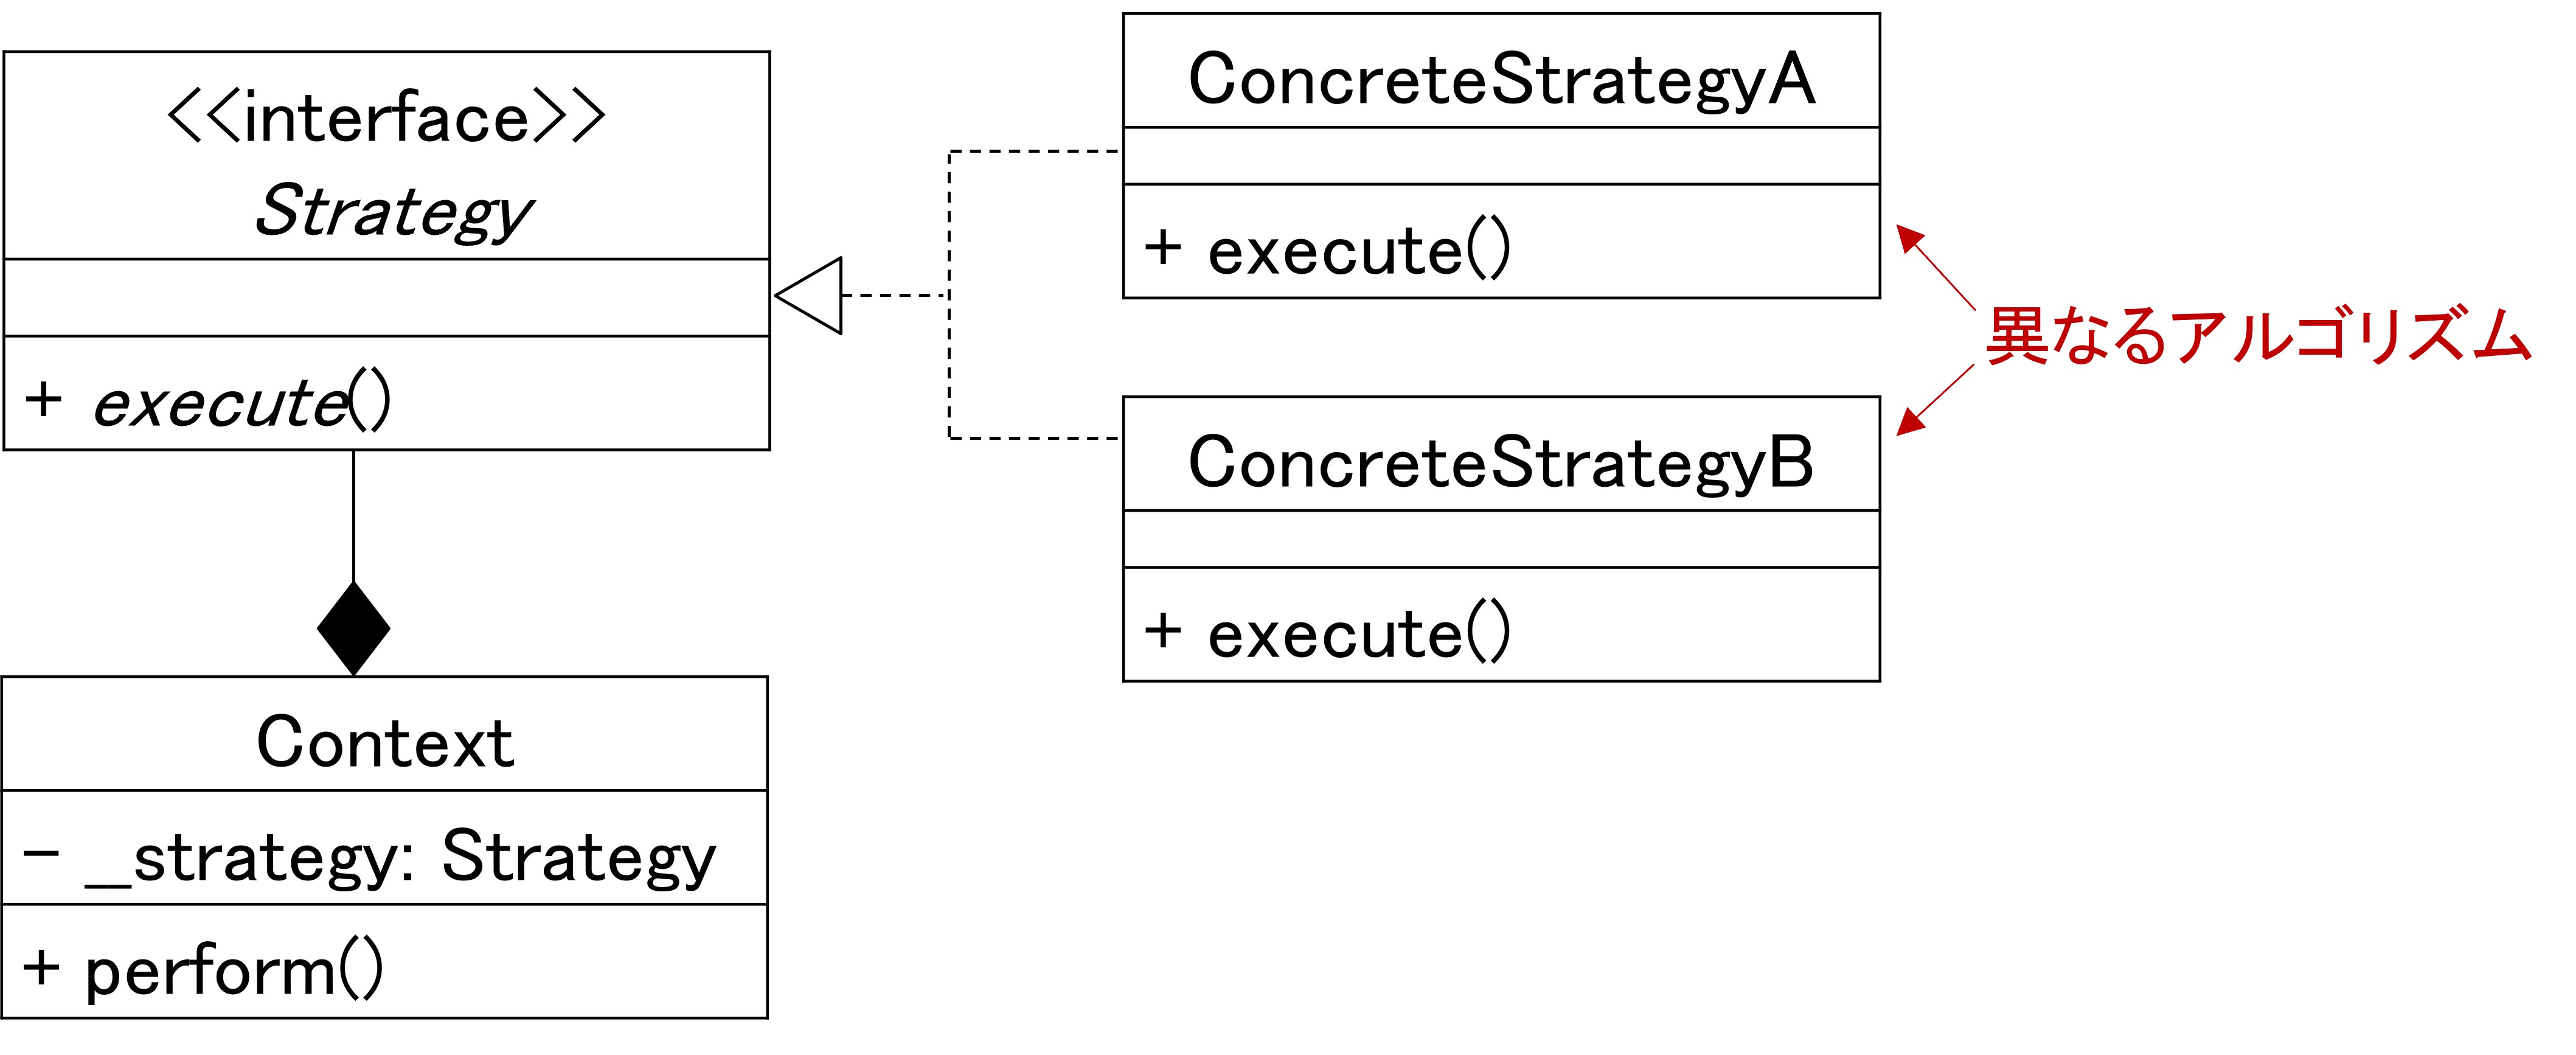 <<interface>>
Strategy
+ execute()
ConcreteStrategyA
+ execute()
異なるアルゴリズム
ConcreteStrategyB
+ execute()
Context
- __strategy: Strategy
+ perform()